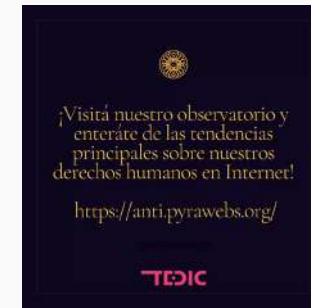 ¡Visitá nuestro observatorio y
enteráte de las tendencias
principales sobre nuestros
derechos humanos en Internet!
https://anti.pyrawebs.org/
TEDIC